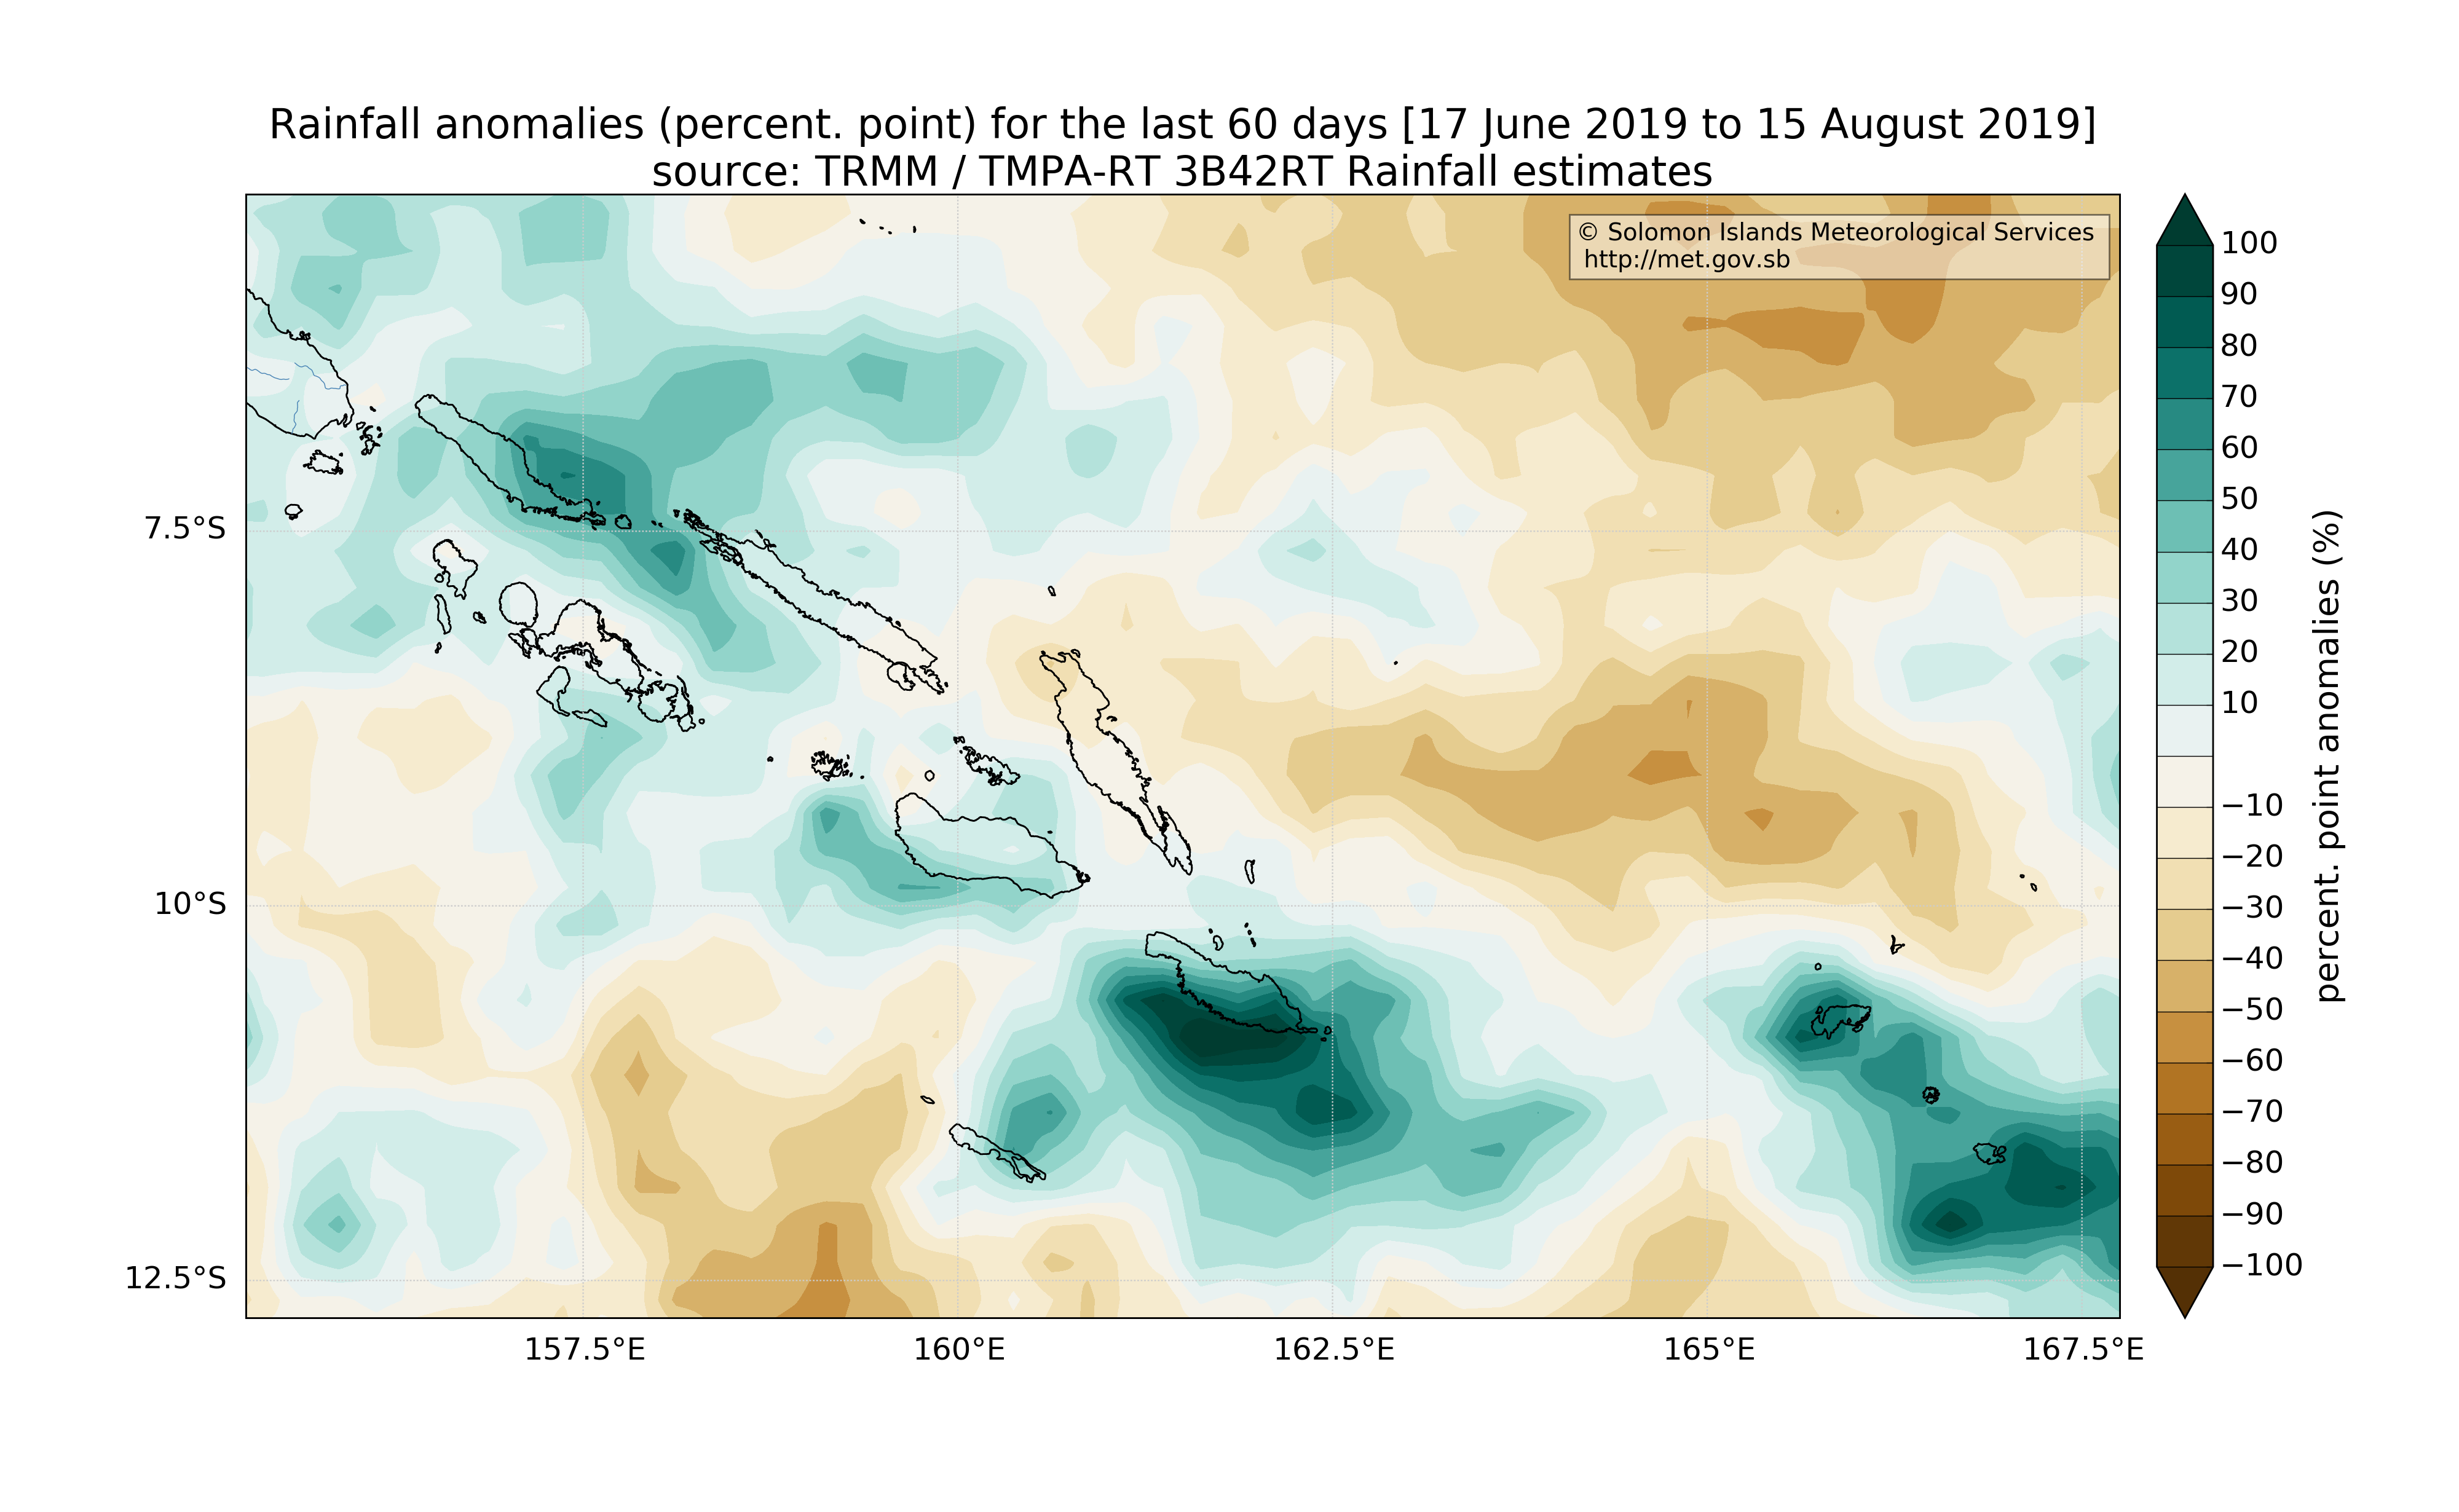 Rainfall anomalies (percent. point) for the last 60 days [17 June 2019 to 15 August 2019]
source: TRMM / TMPA-RT 3B42RT Rainfall estimates
© Solomon Islands Meteorological Services
http://met.gov.sb
7.5°S
10°S
12.5°S
157.5°E
160°E
162.5°E
165°E
167.5°E
100
90
80
70
60
50
40
30
20
10
−10
−20
−30
−40
−50
−60
−70
−80
−90
−100
percent. point anomalies (%)